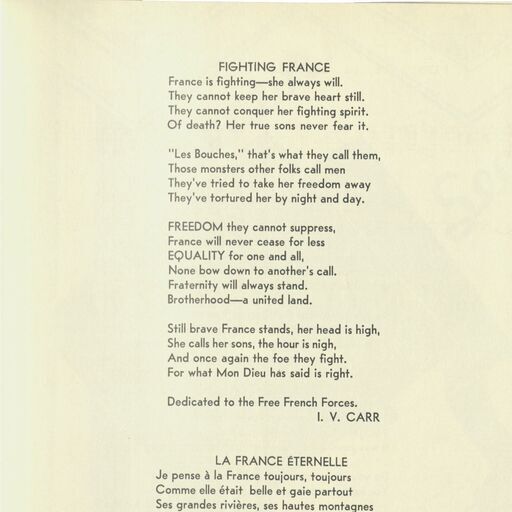 FIGHTING FRANCE
France is fighting—she always will.
They cannot keep her brave heart still.
They cannot conquer her fighting spirit.
Of death? Her true sons never fear it.
"Les Bouches," that's what they call them,
Those monsters other folks call men
They've tried to take her freedom away
They've tortured her by night and day.
FREEDOM they cannot suppress,
France will never cease for less
EQUALITY for one and all,
None bow down to another's call.
Fraternity will always stand.
Brotherhood—a united land.
Still brave France stands, her head is high,
She calls her sons, the hour is nigh,
And once again the foe they fight.
For what Mon Dieu has said is right.
Dedicated to the Free French Forces.
I. V. CARR
LA FRANCE ÉTERNELLE
Je pense à la France toujours, toujours
Comme elle était belle et gaie partout
Ses grandes rivières, ses hautes montagnes